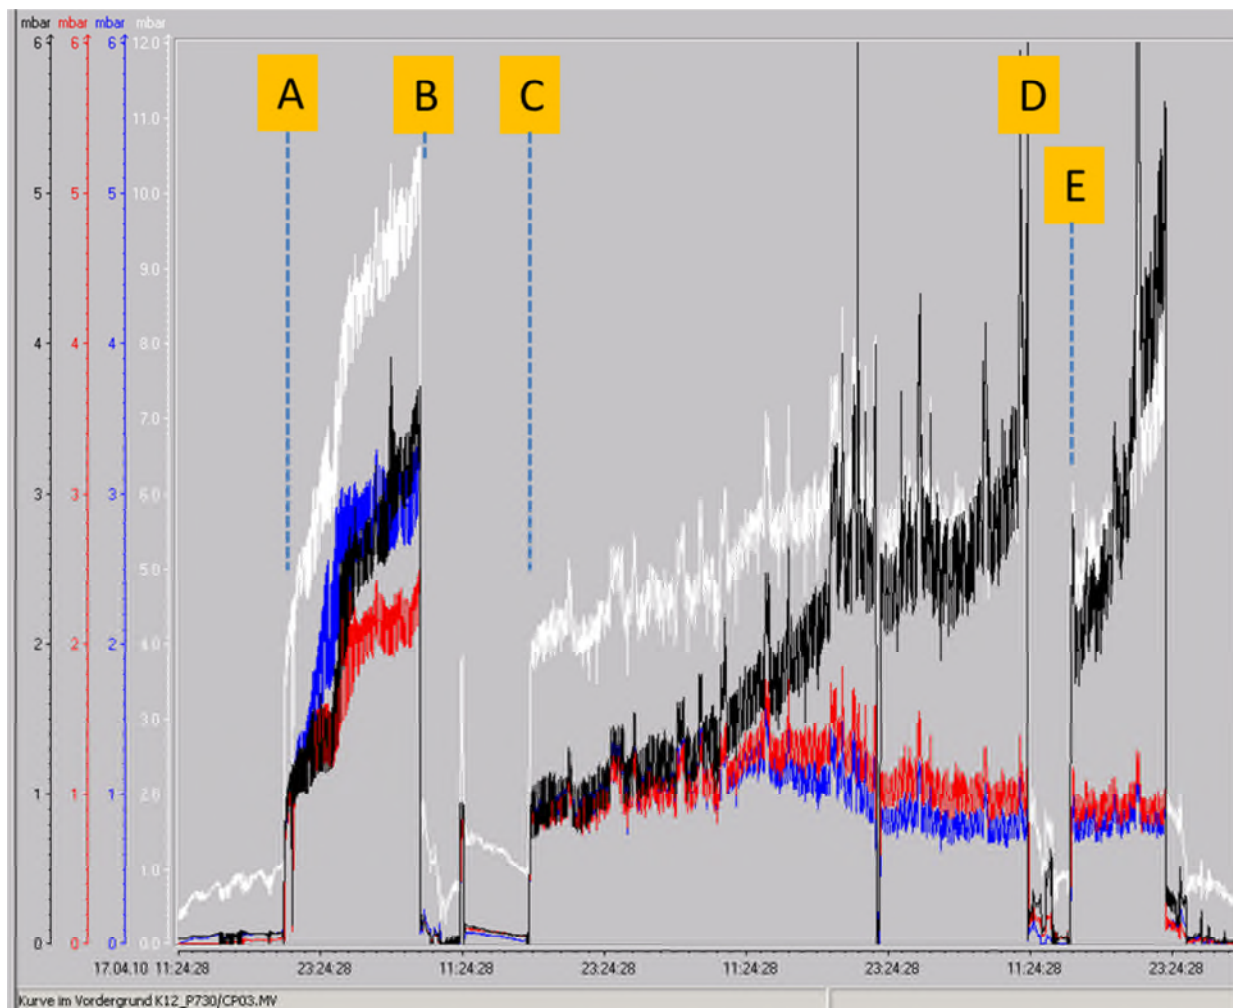 mbar mbar mbar mbar
6 6 6 12.0
A B C D
11.0
E
5 5 5 10.0
9.0
4 4 4 8.0
7.0
3 3 3 6.0
5.0
2 2 2 4.0
3.0
1 1 1 2.0
1.0
0 0 0 0.0
17.04.10 11:24:28 23:24:28 11:24:28 23:24:28 11:24:28 23:24:28 11:24:28 23:24:28
Kurve im Vordergrund K12_P730/CP03.MV